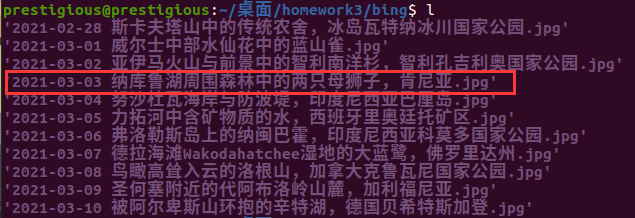 prestigious@prestigious:~/桌面/homework3/bing$ l
'2021-02-28 斯卡夫塔山中的传统农舍，冰岛瓦特纳冰川国家公园.jpg'
'2021-03-01 威尔士中部水仙花中的蓝山雀.jpg'
'2021-03-02 亚伊马火山与前景中的智利南洋杉，智利孔吉利奥国家公园.jpg'
'2021-03-03 纳库鲁湖周围森林中的两只母狮子，肯尼亚.jpg'
'2021-03-04 努沙杜瓦海岸与防波堤，印度尼西亚巴厘岛.jpg'
'2021-03-05 力拓河中含矿物质的水，西班牙里奥廷托矿区.jpg'
'2021-03-06 弗洛勒斯岛上的纳闽巴霍，印度尼西亚科莫多国家公园.jpg'
'2021-03-07 德拉海滩Wakodahatchee湿地的大蓝鹭，佛罗里达州.jpg'
'2021-03-08 鸟瞰高耸入云的洛根山，加拿大克鲁瓦尼国家公园.jpg'
'2021-03-09 圣何塞附近的代阿布洛岭山麓，加利福尼亚.jpg'
'2021-03-10 被阿尔卑斯山环抱的辛特湖，德国贝希特斯加登.jpg'